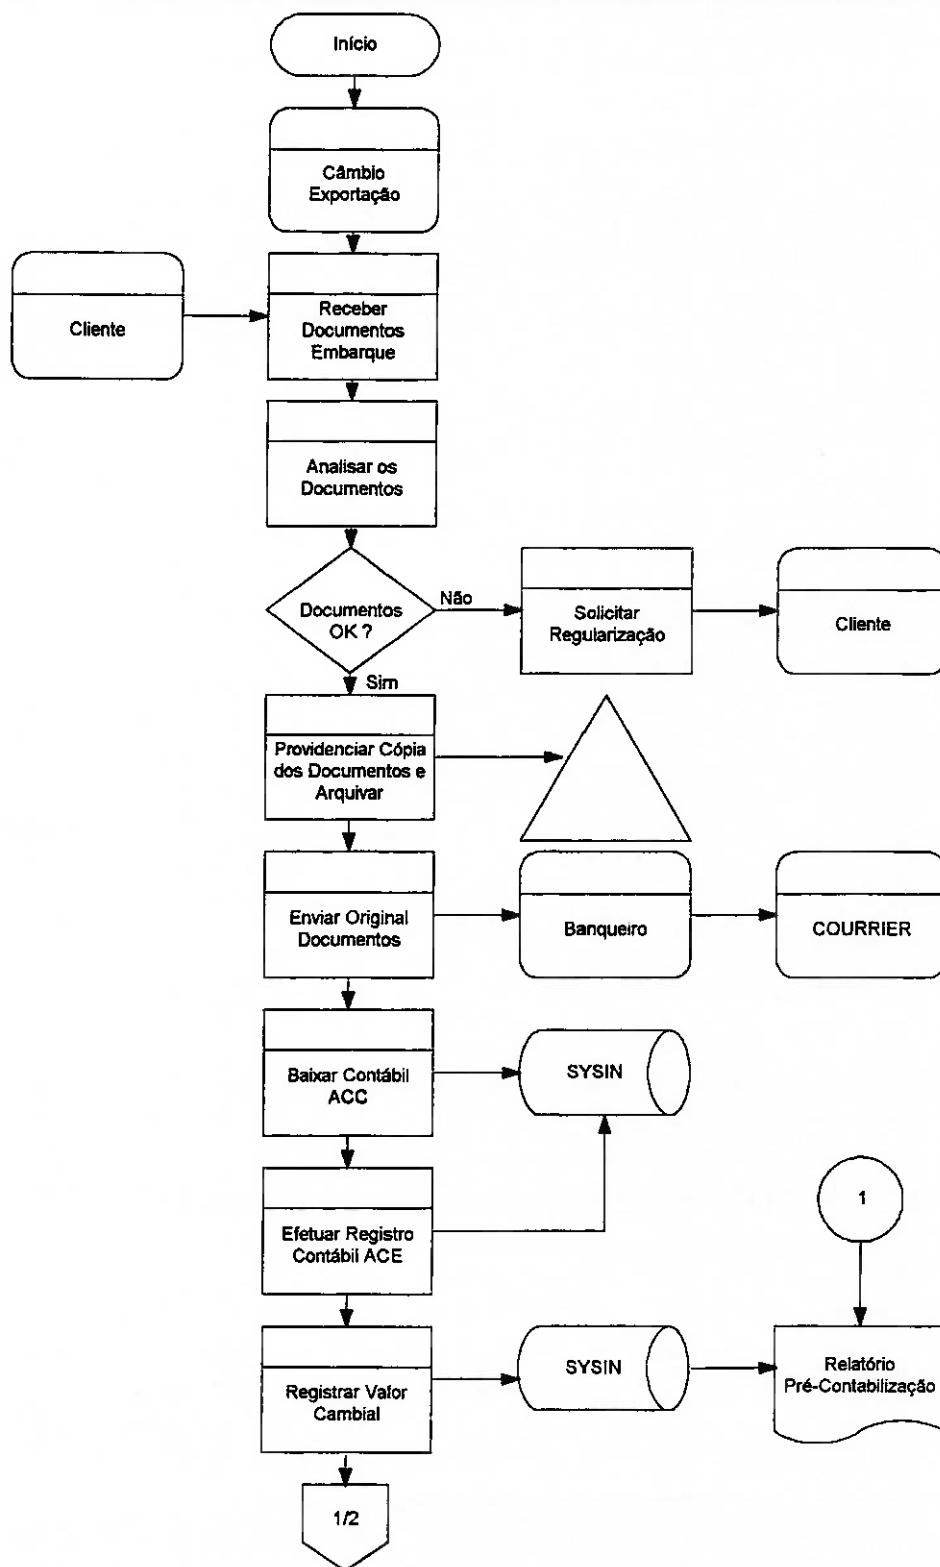 Início
Câmbio
Exportação
Cliente
Receber
Documentos
Embarque
Analisar os
Documentos
Documentos
OK ?
Não
Solicitar
Regularização
Cliente
Sim
Providenciar Cópia
dos Documentos e
Arquivar
Enviar Original
Documentos
Banqueiro
COURRIER
Baixar Contábil
ACC
SYSIN
Efetuar Registro
Contábil ACE
1
Registrar Valor
Cambial
SYSIN
Relatório
Pré-Contabilização
1/2